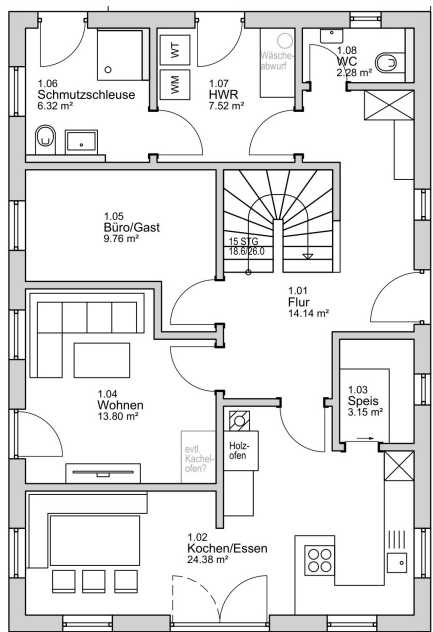 1.06
Schmutzschleuse
6.32 m²
WT
WM
1.07
HWR
7.52 m²
Wäsche-
abwurf
1.08
WC
2.28 m²
1.05
Büro/Gast
9.76 m²
15 STG
18.6/26.0
1.01
Flur
14.14 m²
1.04
Wohnen
13.80 m²
evtl.
Kachel-
ofen?
Holz-
ofen
1.03
Speis
3.15 m²
1.02
Kochen/Essen
24.38 m²